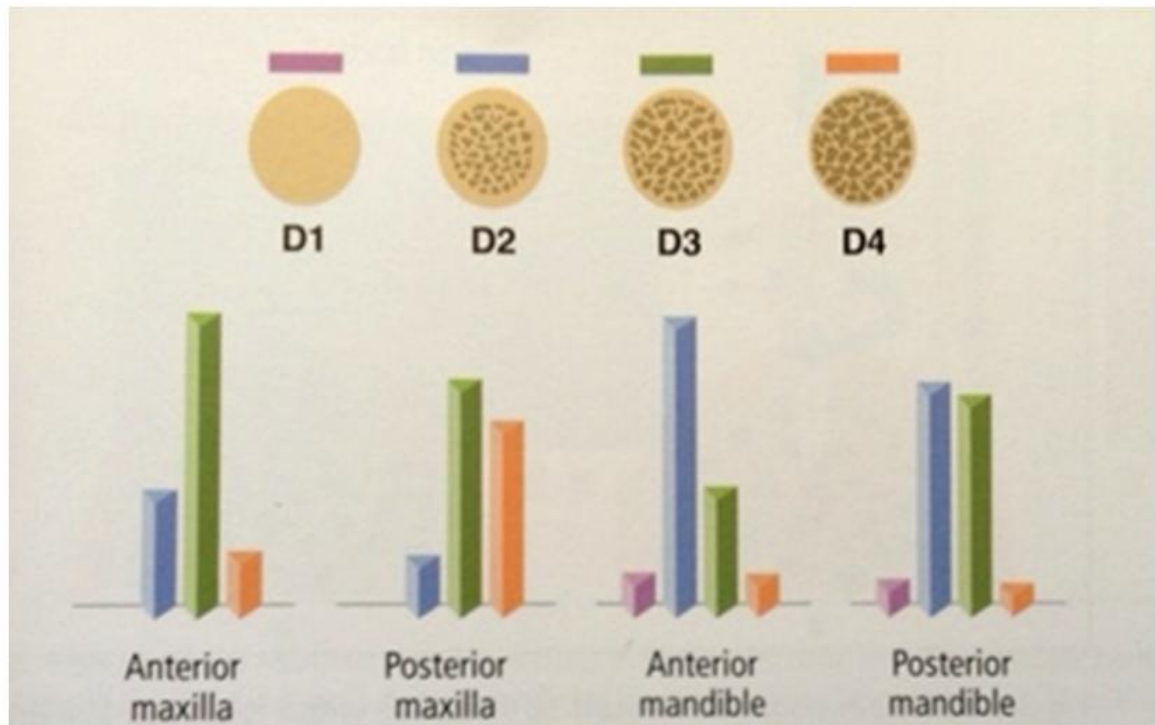 D1 D2 D3 D4
Anterior maxilla
Posterior maxilla
Anterior mandible
Posterior mandible